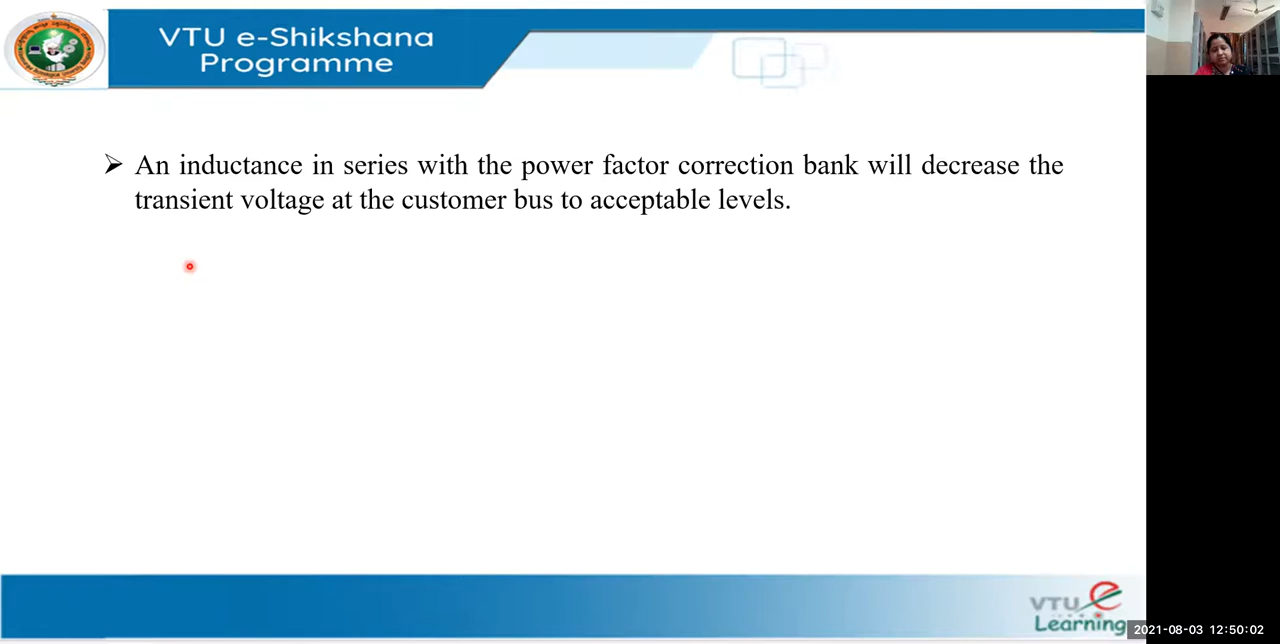 VTU e-Shikshana
Programme
➢ An inductance in series with the power factor correction bank will decrease the
transient voltage at the customer bus to acceptable levels.
VTU e
Learning
2021-08-03 12:50:02